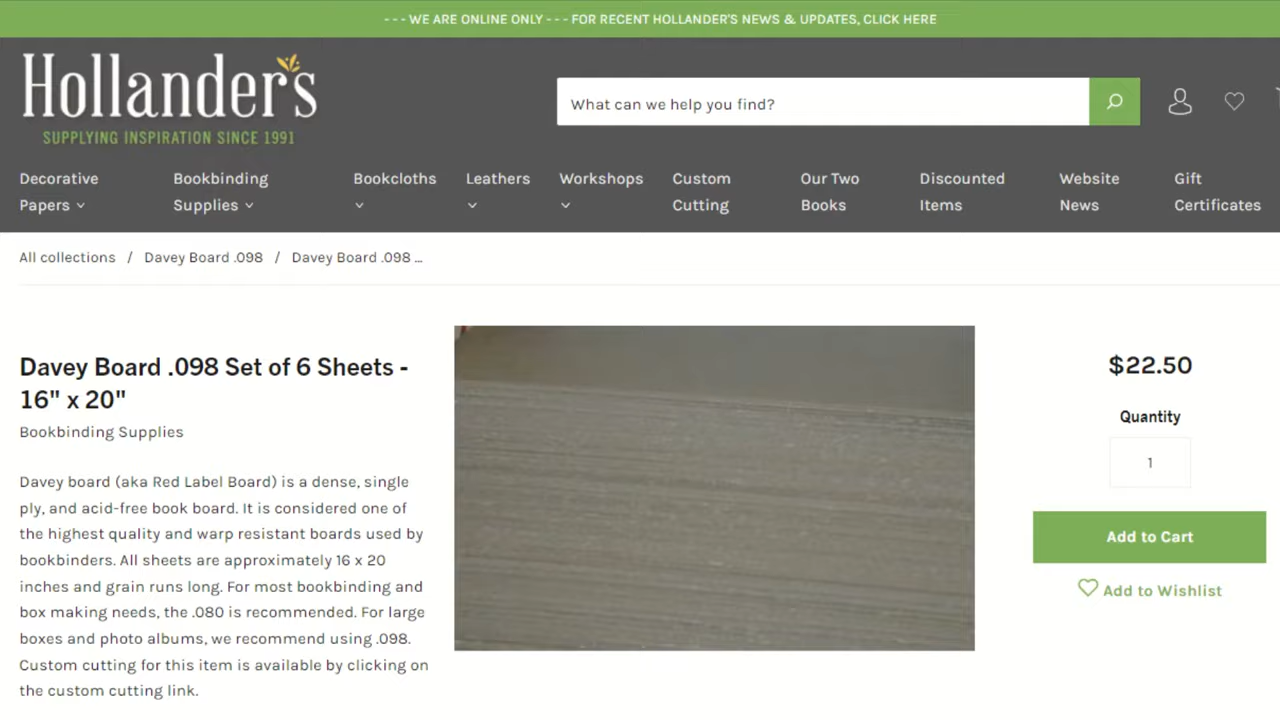 - - - WE ARE ONLINE ONLY - - - FOR RECENT HOLLANDER'S NEWS & UPDATES, CLICK HERE
Hollander's
SUPPLYING INSPIRATION SINCE 1991
What can we help you find?
Decorative Papers
Bookbinding Supplies
Bookcloths
Leathers
Workshops
Custom Cutting
Our Two Books
Discounted Items
Website News
Gift Certificates
All collections / Davey Board .098 / Davey Board .098 ...
Davey Board .098 Set of 6 Sheets -
16" x 20"
Bookbinding Supplies
Davey board (aka Red Label Board) is a dense, single
ply, and acid-free book board. It is considered one of
the highest quality and warp resistant boards used by
bookbinders. All sheets are approximately 16 x 20
inches and grain runs long. For most bookbinding and
box making needs, the .080 is recommended. For large
boxes and photo albums, we recommend using .098.
Custom cutting for this item is available by clicking on
the custom cutting link.
$22.50
Quantity
1
Add to Cart
Add to Wishlist